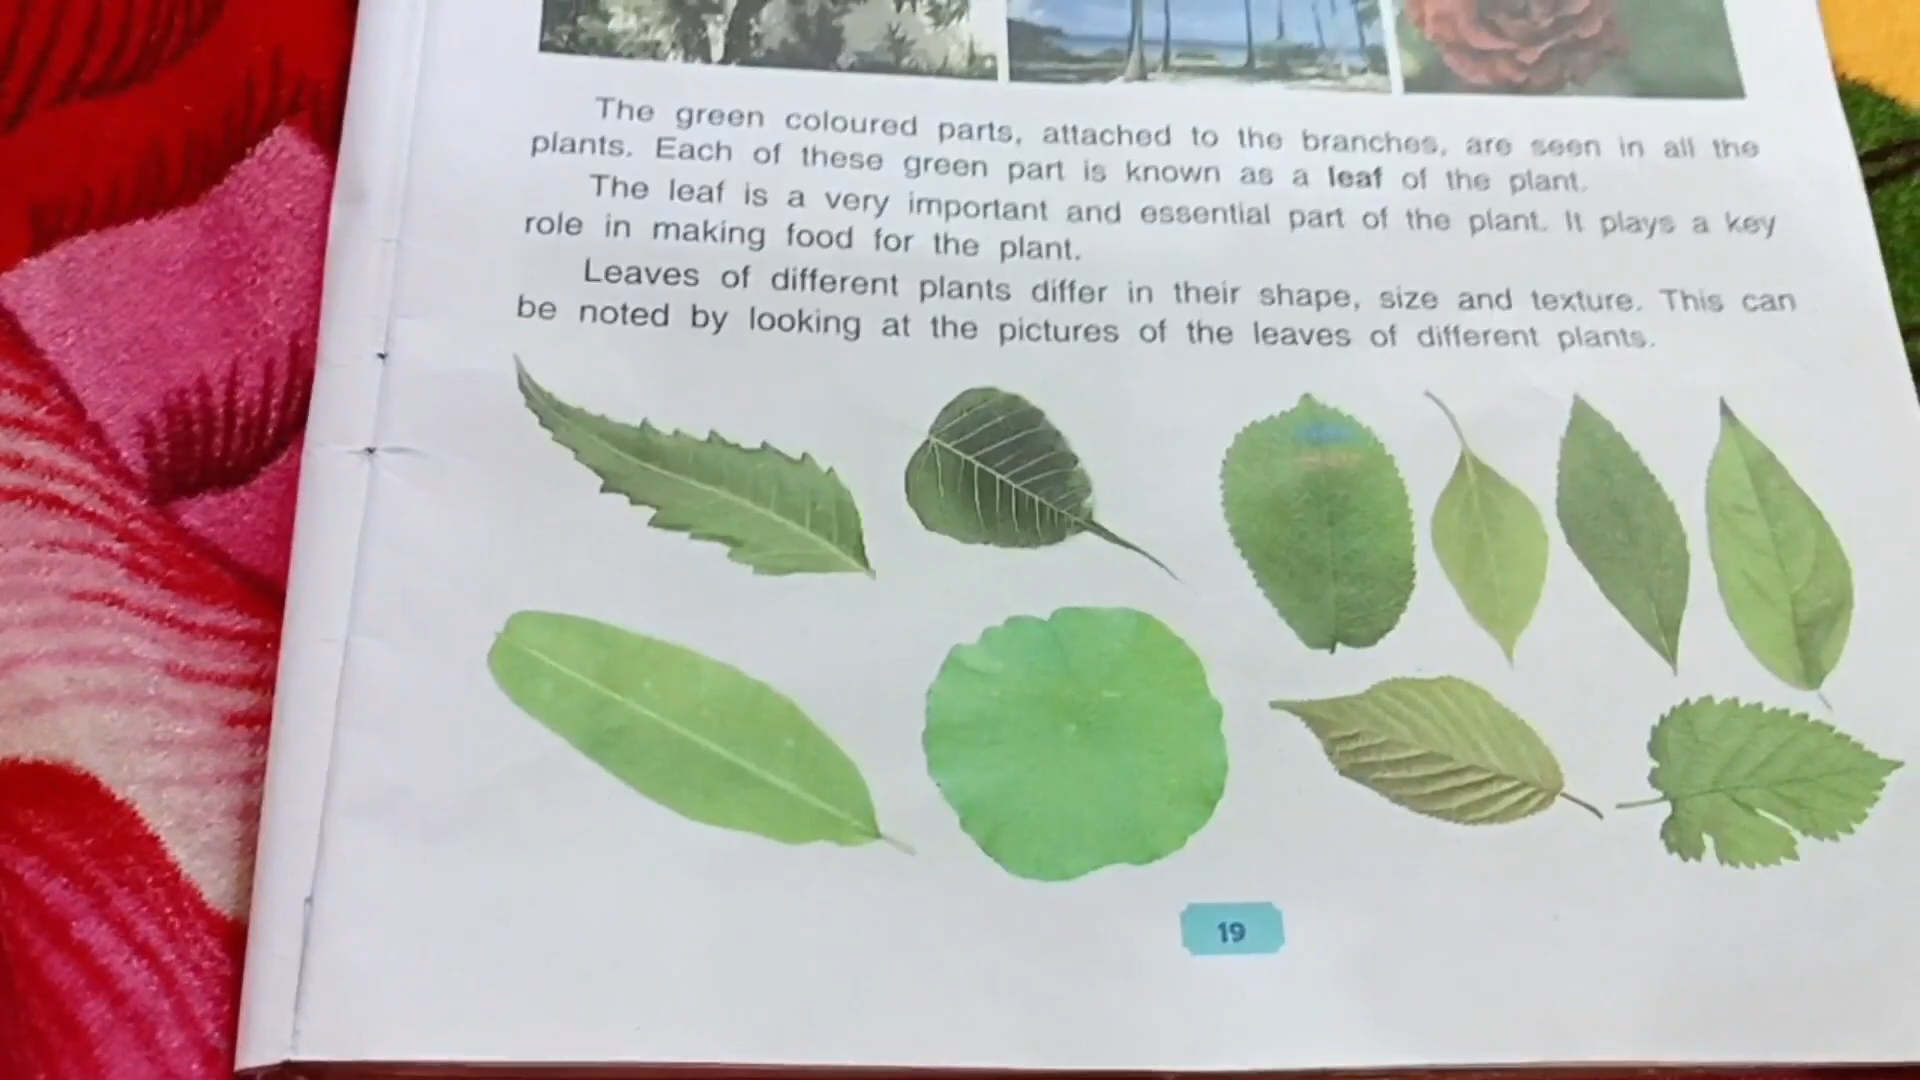 The green coloured parts, attached to the branches, are seen in all the
plants. Each of these green part is known as a leaf of the plant.
The leaf is a very important and essential part of the plant. It plays a key
role in making food for the plant.
Leaves of different plants differ in their shape, size and texture. This can
be noted by looking at the pictures of the leaves of different plants.
19